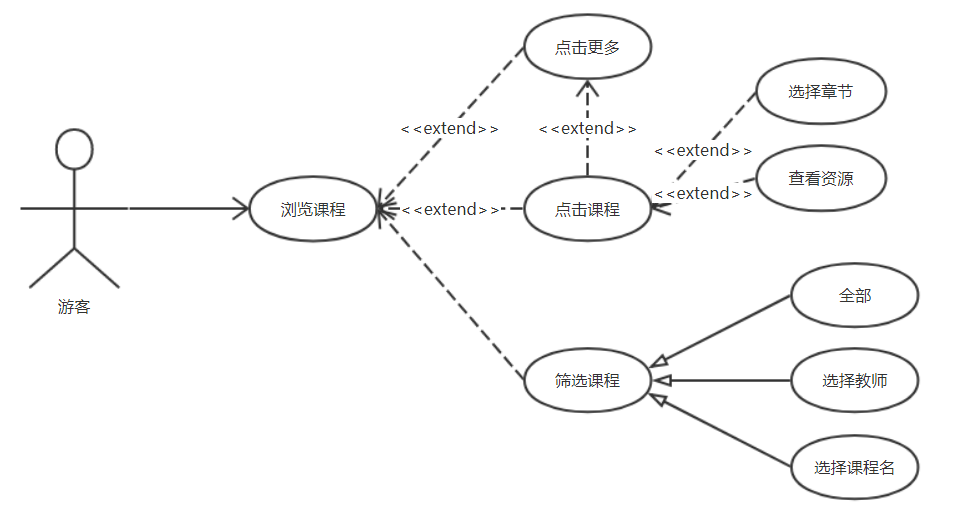 点击更多
选择章节
<<extend>>
<<extend>>
<<extend>>
查看资源
<<extend>>
浏览课程
<<extend>>
点击课程
游客
全部
筛选课程
选择教师
选择课程名